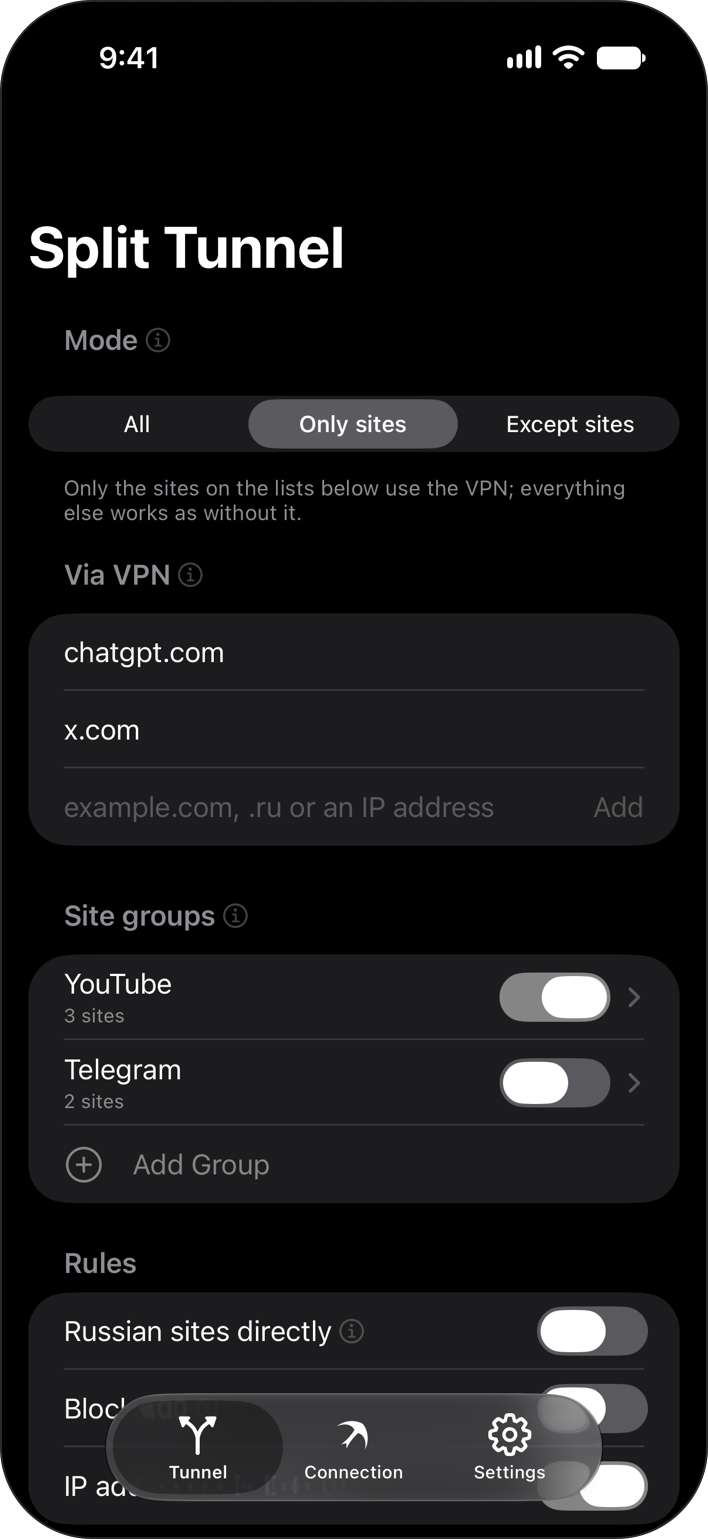 9:41
Split Tunnel
Mode
All
Only sites
Except sites
Only the sites on the lists below use the VPN; everything
else works as without it.
Via VPN
chatgpt.com
x.com
example.com, .ru or an IP address
Add
Site groups
YouTube
3 sites
Telegram
2 sites
Add Group
Rules
Russian sites directly
IP
Tunnel
Connection
Settings